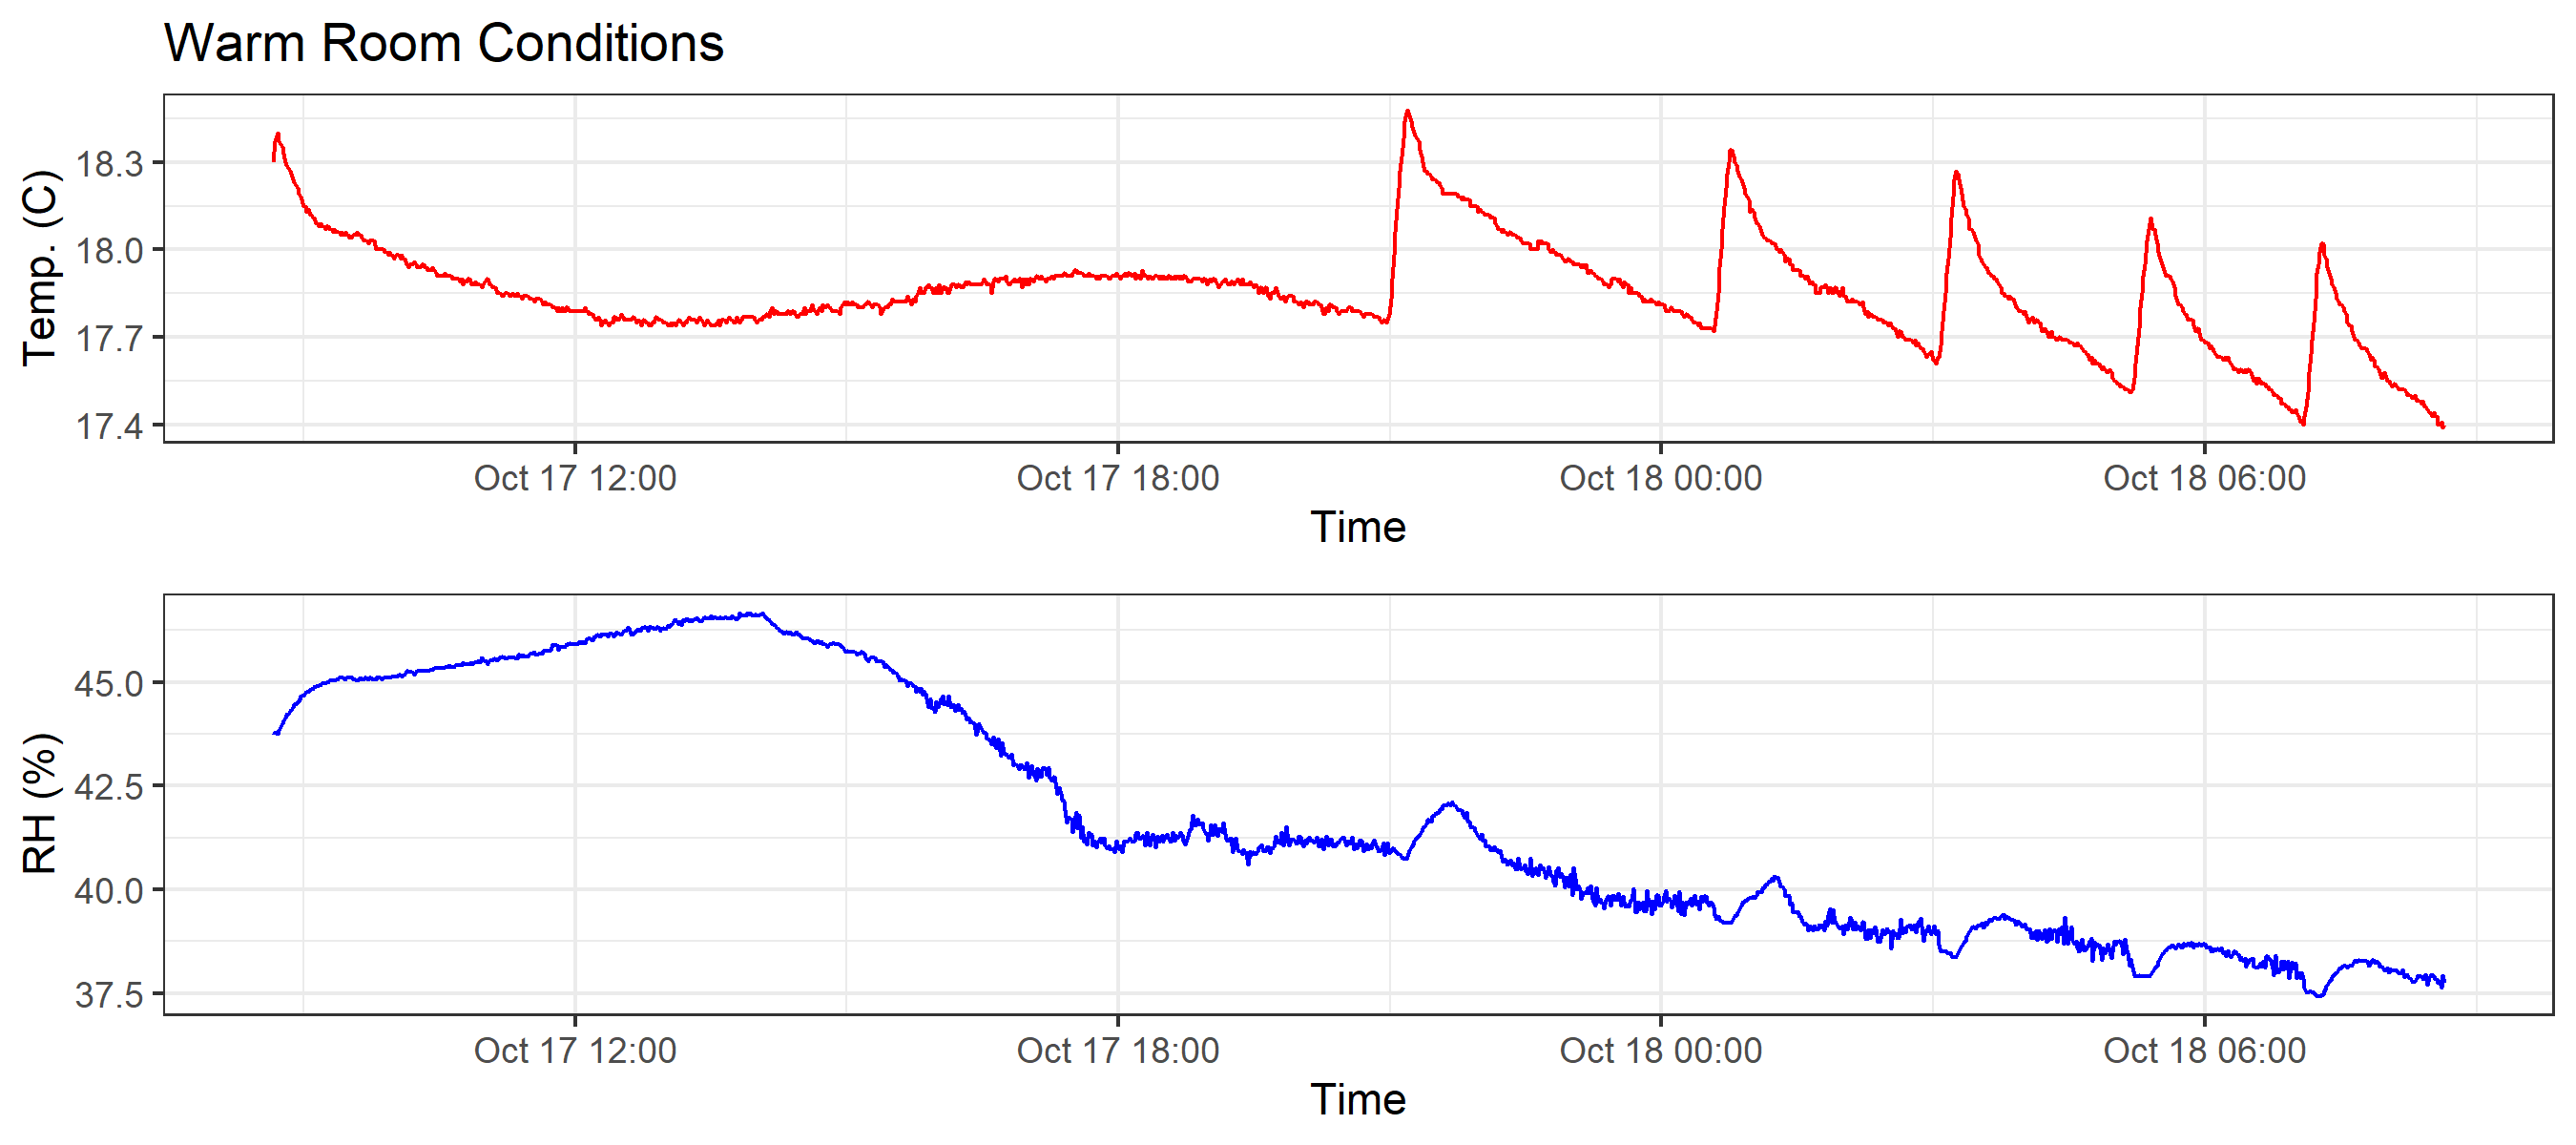 Warm Room Conditions
Temp. (C)
18.3
18.0
17.7
17.4
Oct 17 12:00 Oct 17 18:00 Oct 18 00:00 Oct 18 06:00
Time
RH (%)
45.0
42.5
40.0
37.5
Oct 17 12:00 Oct 17 18:00 Oct 18 00:00 Oct 18 06:00
Time